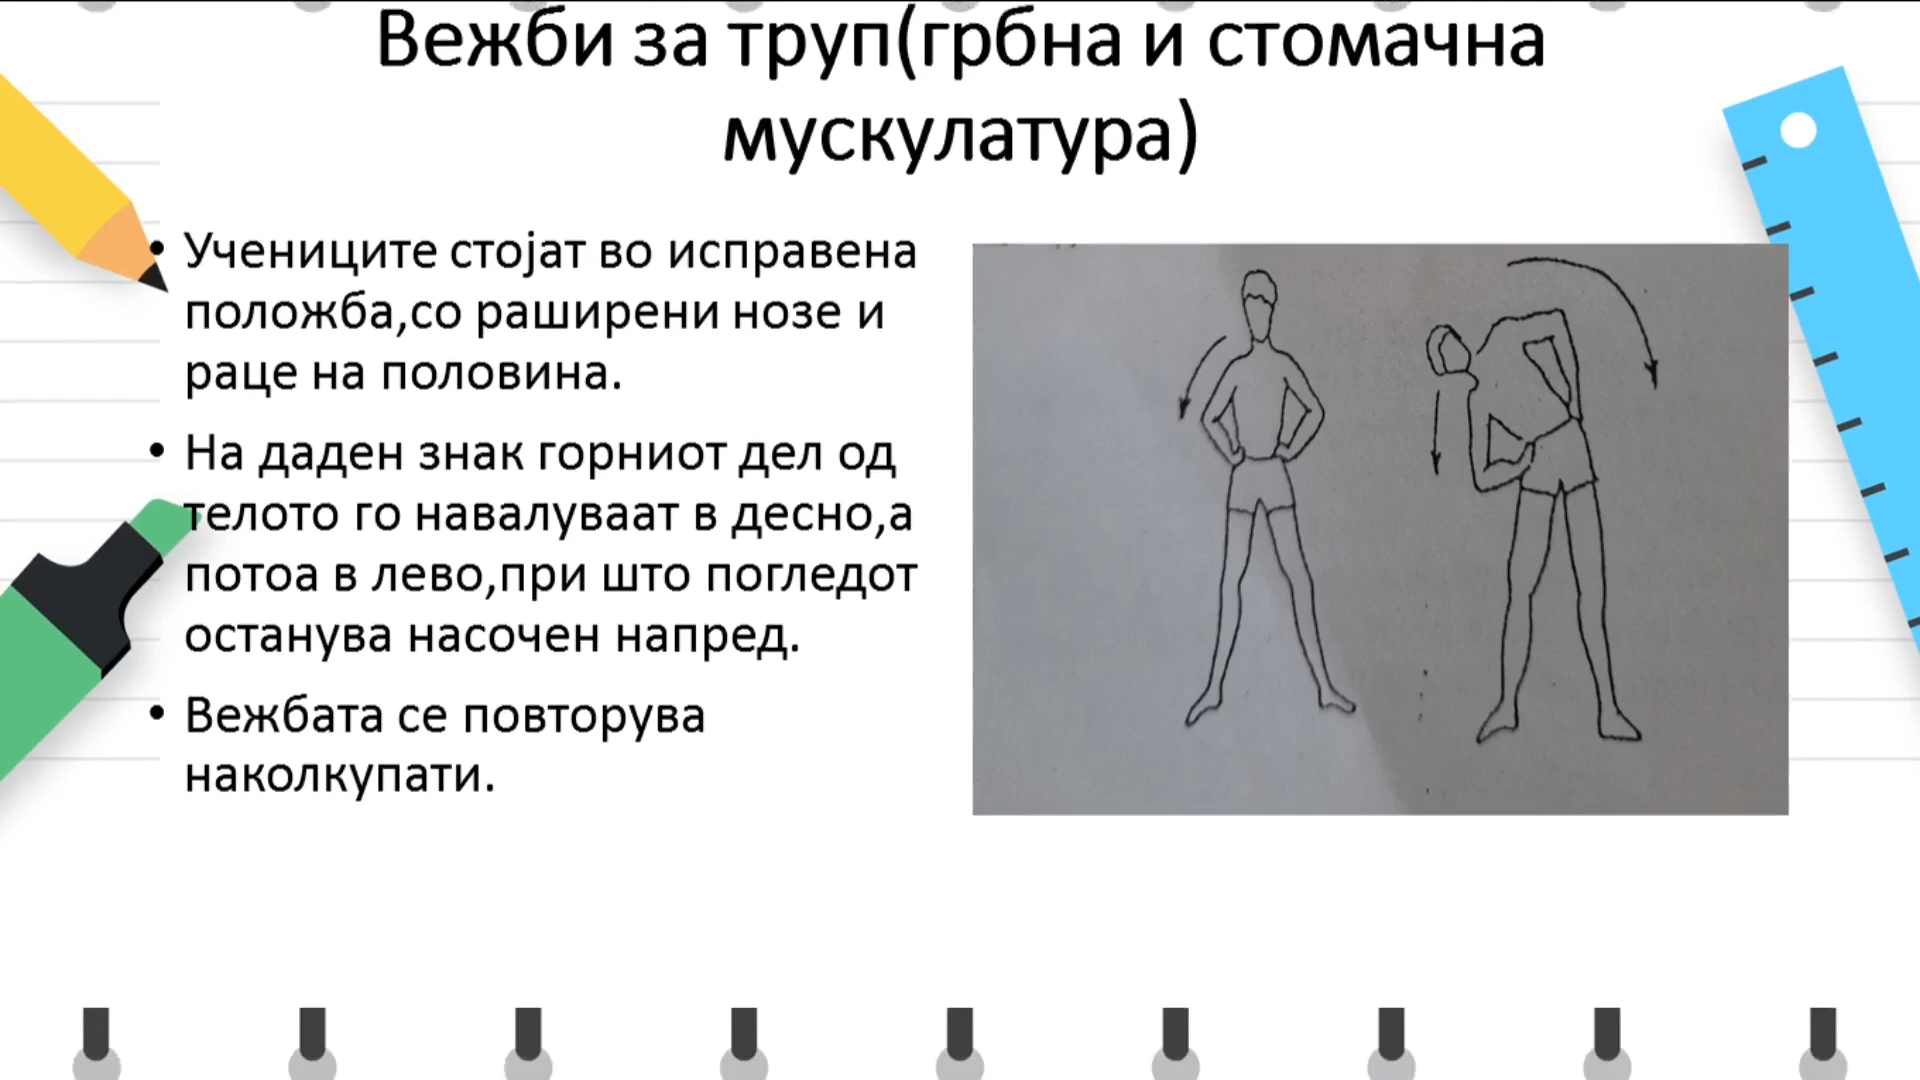 Вежби за труп(грбна и стомачна
мускулатура)
• Учениците стојат во исправена
положба,со раширени нозе и
раце на половина.
• На даден знак горниот дел од
телото го навалуваат в десно,а
потоа в лево,при што погледот
останува насочен напред.
• Вежбата се повторува
наколкупати.